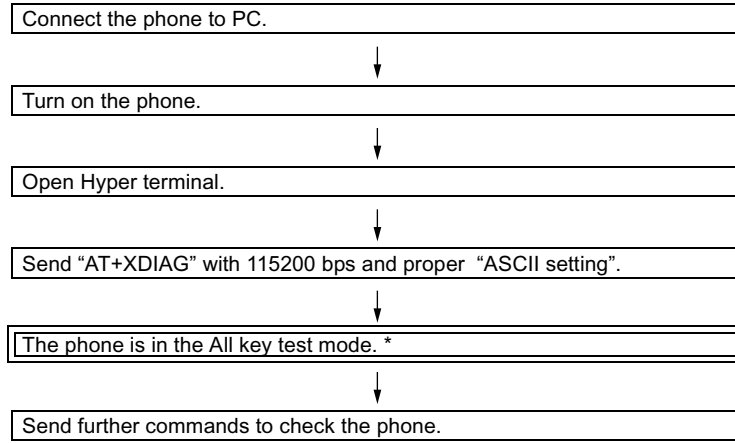 Connect the phone to PC.
Turn on the phone.
Open Hyper terminal.
Send “AT+XDIAG” with 115200 bps and proper “ASCII setting”.
The phone is in the All key test mode. *
Send further commands to check the phone.